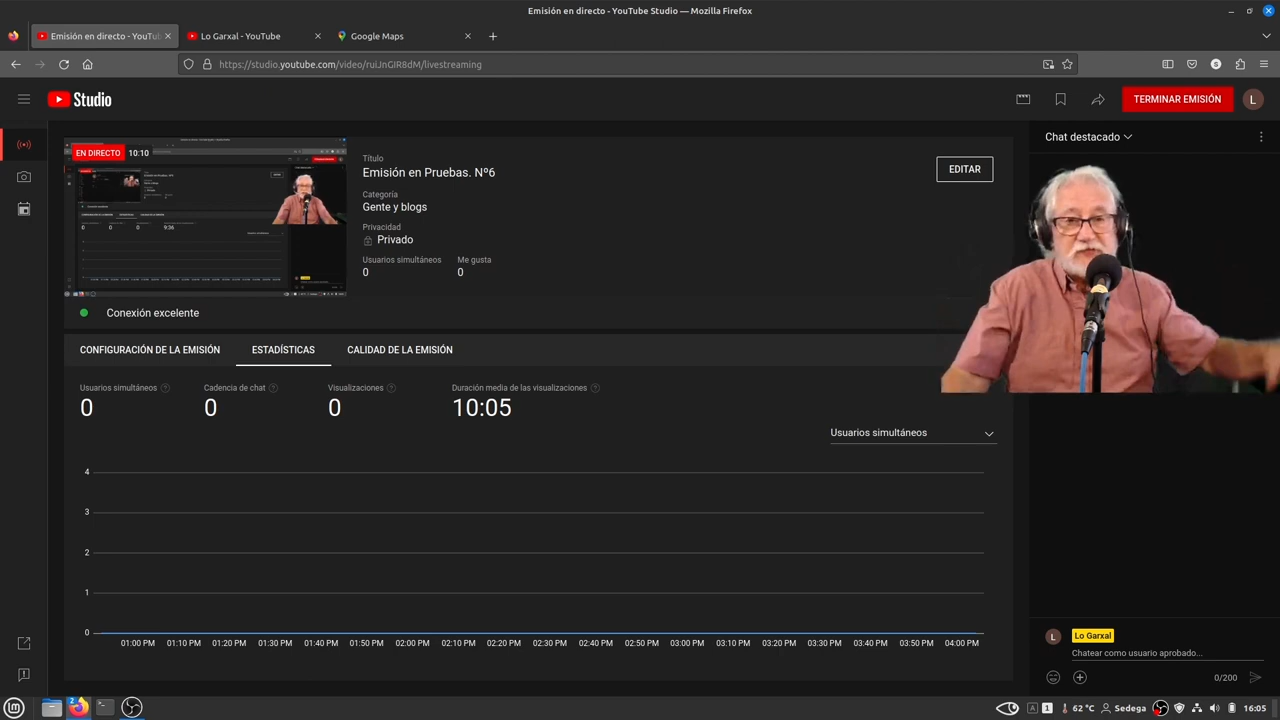 Emisión en directo - YouTube Studio — Mozilla Firefox
Emisión en directo - YouTu
Lo Garxal - YouTube
Google Maps
https://studio.youtube.com/video/ruiJnGIR8dM/livestreaming
Studio
TERMINAR EMISIÓN
L
Chat destacado
EN DIRECTO 10:10
Título
Emisión en Pruebas. Nº6
EDITAR
Categoría
Gente y blogs
Privacidad
Privado
Usuarios simultáneos Me gusta
0 0
Conexión excelente
CONFIGURACIÓN DE LA EMISIÓN ESTADÍSTICAS CALIDAD DE LA EMISIÓN
Usuarios simultáneos Cadencia de chat Visualizaciones Duración media de las visualizaciones
0 0 0 10:05
Usuarios simultáneos
4
3
2
1
0
01:00 PM 01:10 PM 01:20 PM 01:30 PM 01:40 PM 01:50 PM 02:00 PM 02:10 PM 02:20 PM 02:30 PM 02:40 PM 02:50 PM 03:00 PM 03:10 PM 03:20 PM 03:30 PM 03:40 PM 03:50 PM 04:00 PM
L Lo Garxal
Chatear como usuario aprobado...
0/200
2 A 1 62 °C Sedega 16:05